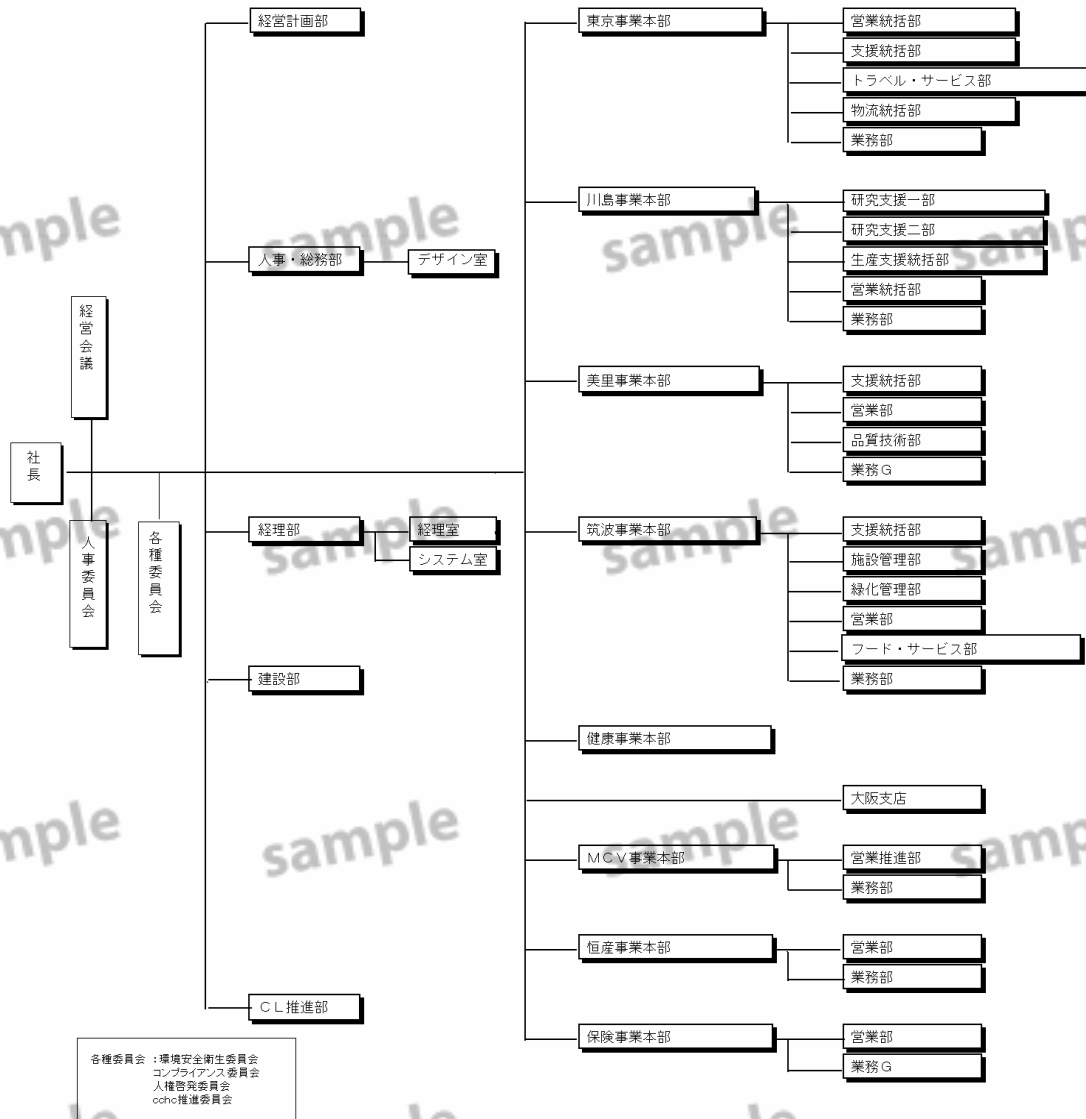 社長
経営会議
人事委員会
各種委員会
経営計画部
人事・総務部
デザイン室
経理部
経理室
システム室
建設部
ＣＬ推進部
東京事業本部
営業統括部
支援統括部
トラベル・サービス部
物流統括部
業務部
川島事業本部
研究支援一部
研究支援二部
生産支援統括部
営業統括部
業務部
美里事業本部
支援統括部
営業部
品質技術部
業務Ｇ
筑波事業本部
支援統括部
施設管理部
緑化管理部
営業部
フード・サービス部
業務部
健康事業本部
大阪支店
ＭＣＶ事業本部
営業推進部
業務部
恒産事業本部
営業部
業務部
保険事業本部
営業部
業務Ｇ
各種委員会：環境安全衛生委員会
コンプライアンス委員会
人権啓発委員会
cchc推進委員会
sample
sample
sample
sample
sample
sample